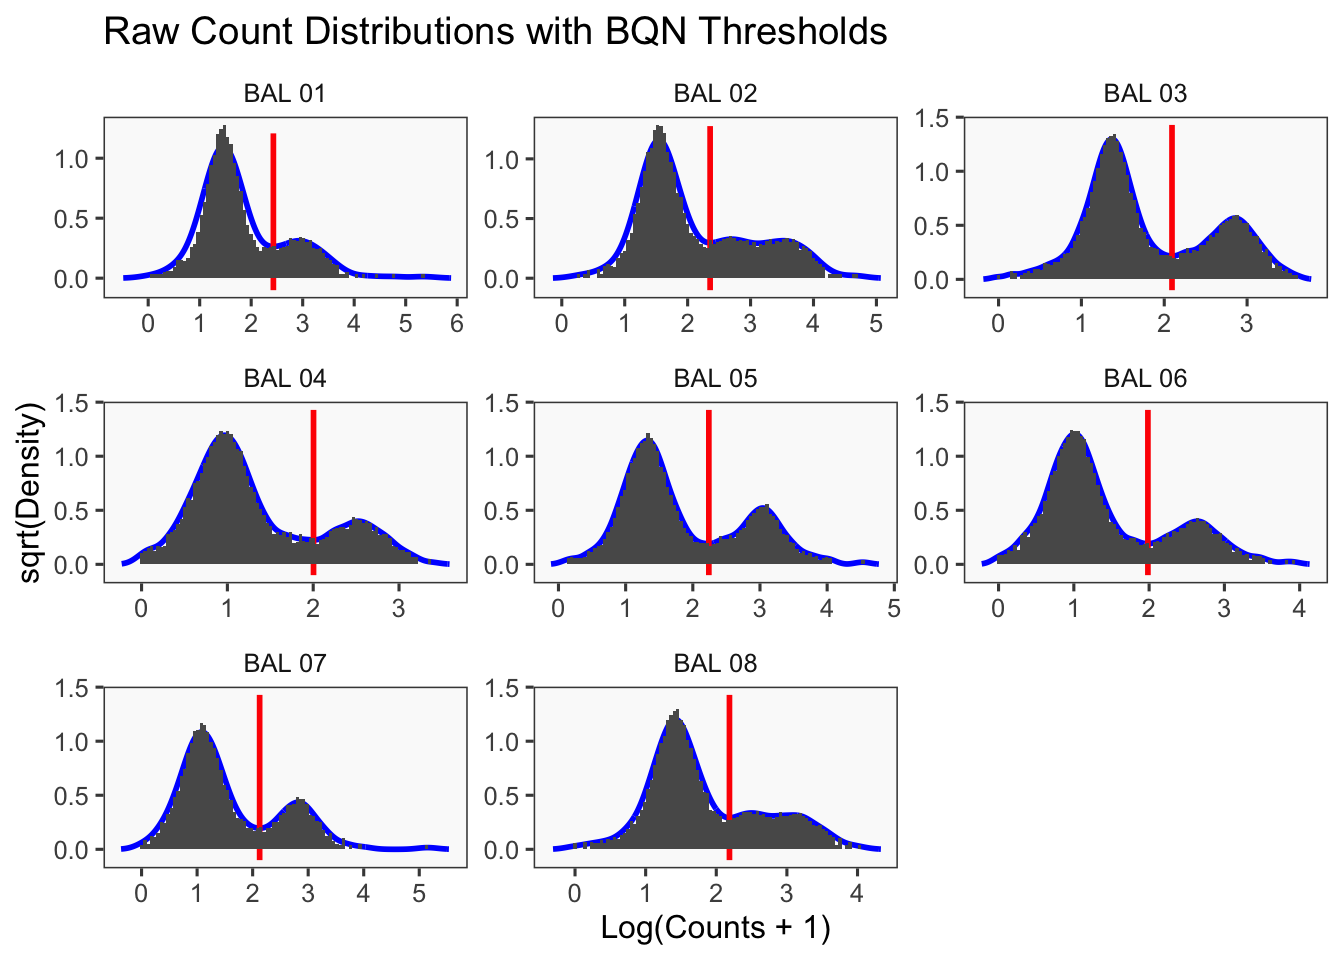 Raw Count Distributions with BQN Thresholds
BAL 01
BAL 02
BAL 03
1.0
0.5
0.0
0 1 2 3 4 5 6
1.0
0.5
0.0
0 1 2 3 4 5
1.5
1.0
0.5
0.0
0 1 2 3
sqrt(Density)
BAL 04
BAL 05
BAL 06
1.5
1.0
0.5
0.0
0 1 2 3
1.5
1.0
0.5
0.0
0 1 2 3 4 5
1.5
1.0
0.5
0.0
0 1 2 3 4
BAL 07
BAL 08
1.5
1.0
0.5
0.0
0 1 2 3 4 5
1.5
1.0
0.5
0.0
0 1 2 3 4
Log(Counts + 1)